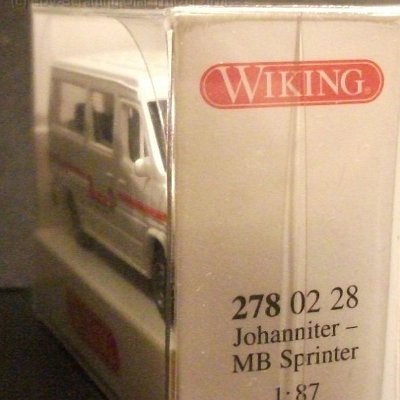 WIKING®
278 02 28
Johanniter –
MB Sprinter
1:87